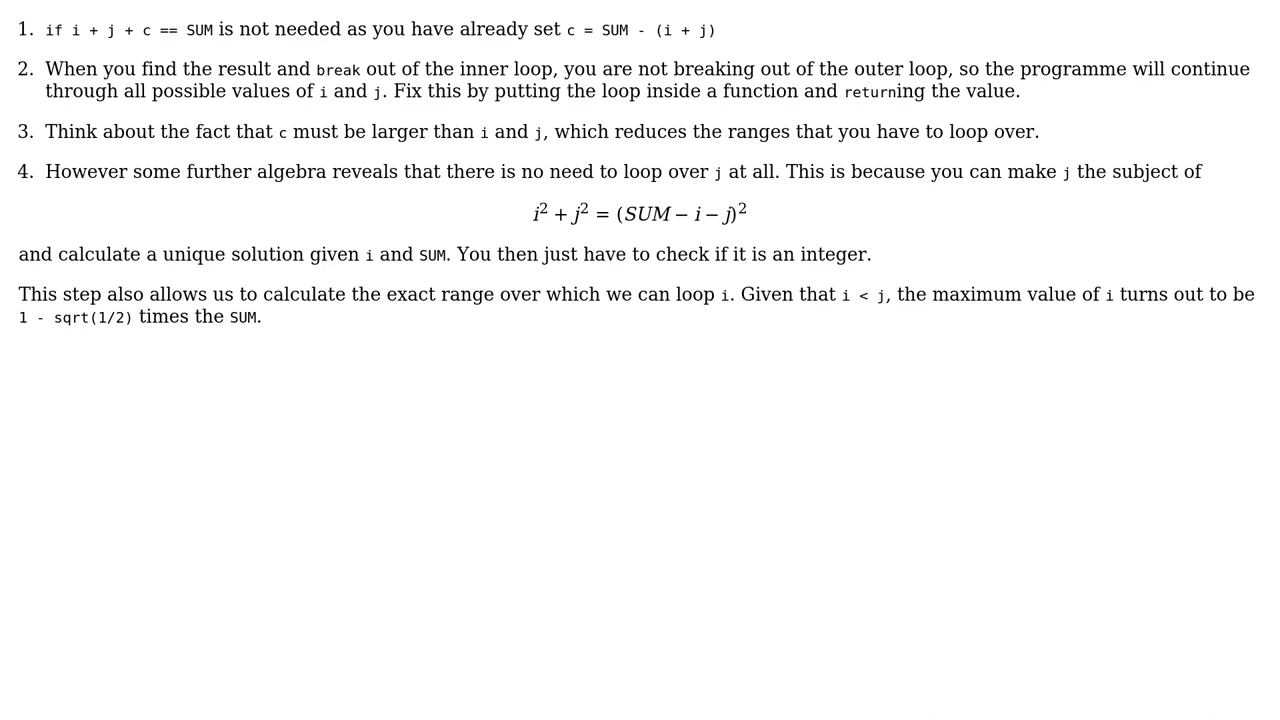 1. if i + j + c == SUM is not needed as you have already set c = SUM - (i + j)
2. When you find the result and break out of the inner loop, you are not breaking out of the outer loop, so the programme will continue
through all possible values of i and j. Fix this by putting the loop inside a function and returning the value.
3. Think about the fact that c must be larger than i and j, which reduces the ranges that you have to loop over.
4. However some further algebra reveals that there is no need to loop over j at all. This is because you can make j the subject of
i² + j² = (SUM − i − j)²
and calculate a unique solution given i and SUM. You then just have to check if it is an integer.
This step also allows us to calculate the exact range over which we can loop i. Given that i < j, the maximum value of i turns out to be
1 - sqrt(1/2) times the SUM.